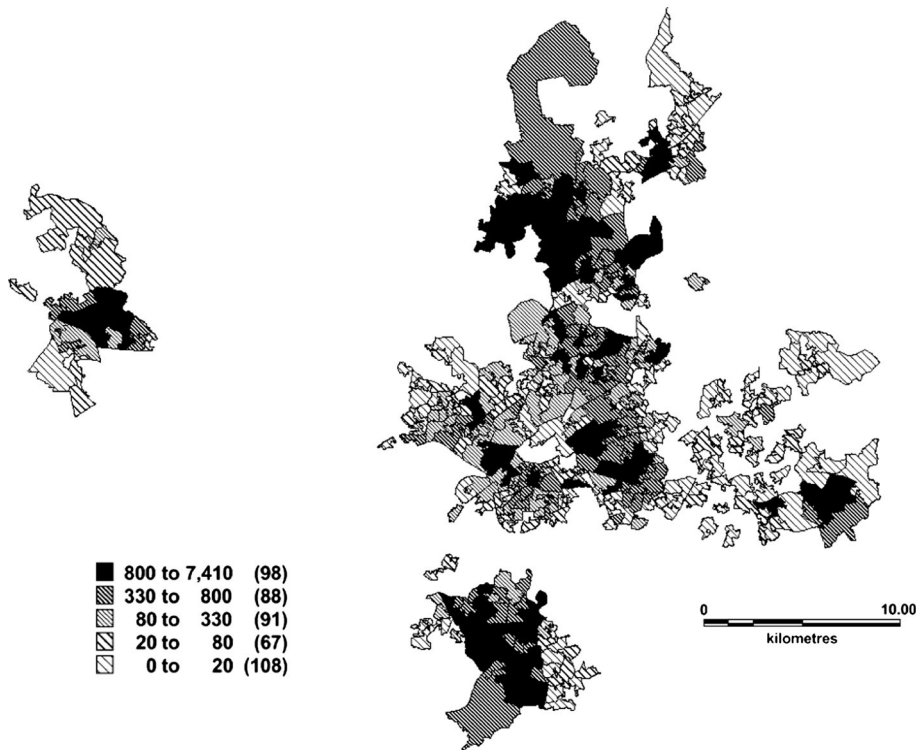 800 to 7,410 (98)
330 to 800 (88)
80 to 330 (91)
20 to 80 (67)
0 to 20 (108)
0 10.00
kilometres